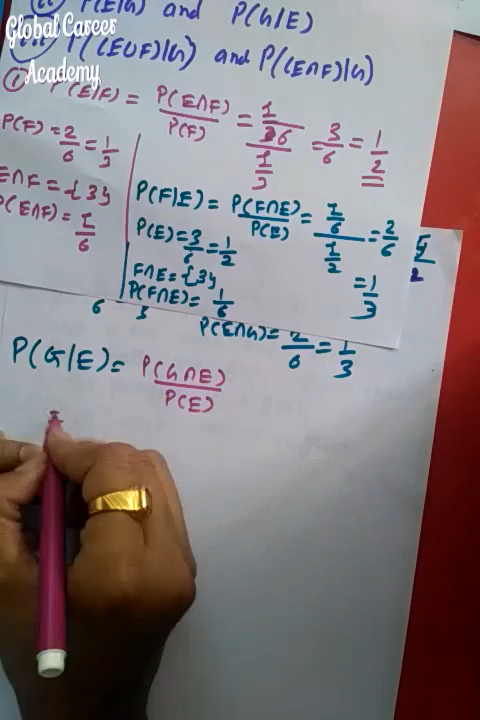 P(E|G) and P(G|E)
Global Career
Academy
P((E∪F)|G) and P((E∩F)|G)
① P(E|F) = P(E∩F)/P(F) = 1/6 / 1/3 = 3/6 = 1/2
P(F) = 2/6 = 1/3
E∩F = {3}
P(E∩F) = 1/6
P(F|E) = P(F∩E)/P(E) = 1/6 / 1/2 = 2/6
= 1/3
P(E) = 3/6 = 1/2
F∩E = {3}
P(F∩E) = 1/6
P(E∩G) = 2/6 = 1/3
P(G|E) = P(G∩E)/P(E)